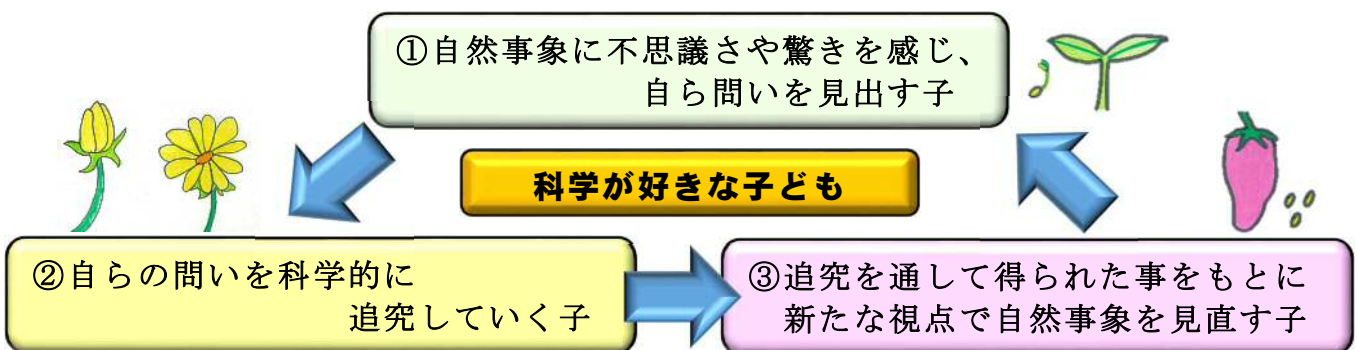 ①自然事象に不思議さや驚きを感じ、
自ら問いを見出す子
科学が好きな子ども
②自らの問いを科学的に
追究していく子
③追究を通して得られた事をもとに
新たな視点で自然事象を見直す子